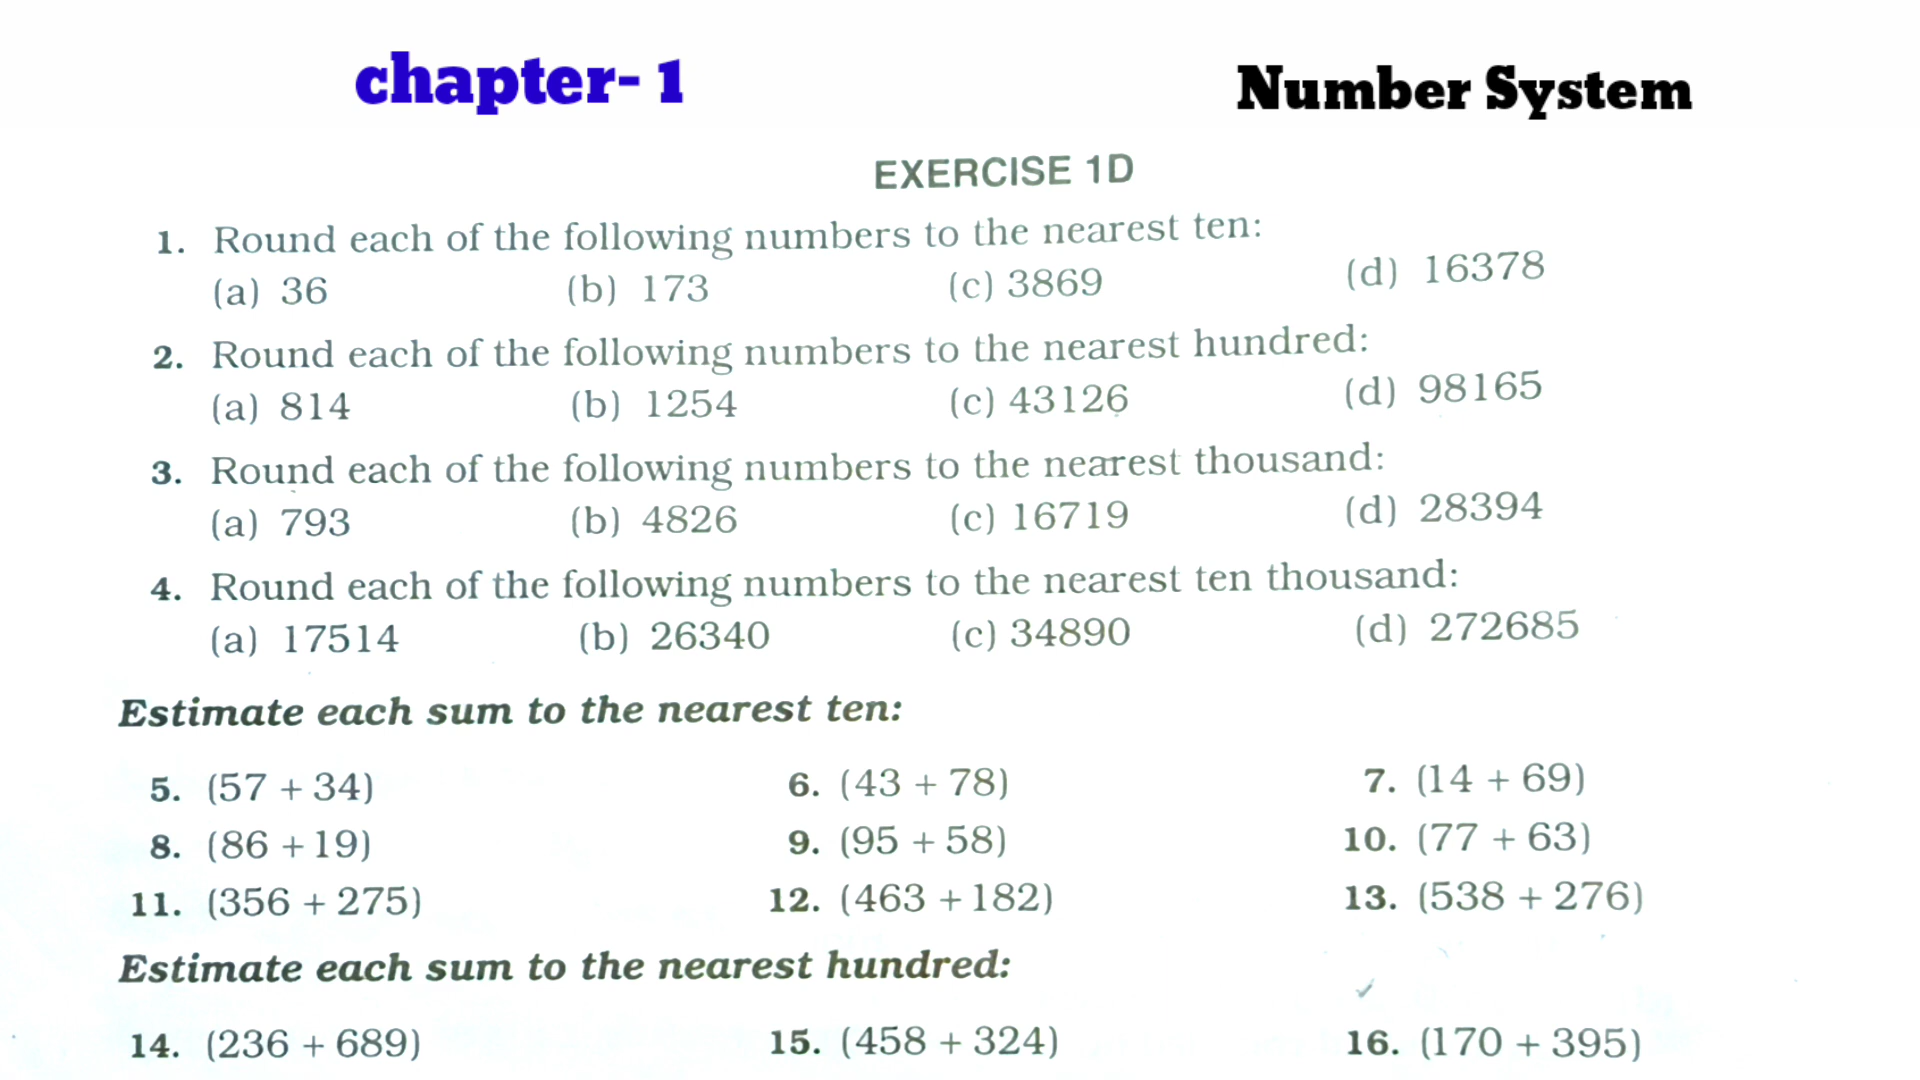 chapter- 1 Number System
EXERCISE 1D
1. Round each of the following numbers to the nearest ten:
(a) 36 (b) 173 (c) 3869 (d) 16378
2. Round each of the following numbers to the nearest hundred:
(a) 814 (b) 1254 (c) 43126 (d) 98165
3. Round each of the following numbers to the nearest thousand:
(a) 793 (b) 4826 (c) 16719 (d) 28394
4. Round each of the following numbers to the nearest ten thousand:
(a) 17514 (b) 26340 (c) 34890 (d) 272685
Estimate each sum to the nearest ten:
5. (57 + 34) 6. (43 + 78) 7. (14 + 69)
8. (86 + 19) 9. (95 + 58) 10. (77 + 63)
11. (356 + 275) 12. (463 + 182) 13. (538 + 276)
Estimate each sum to the nearest hundred:
14. (236 + 689) 15. (458 + 324) 16. (170 + 395)